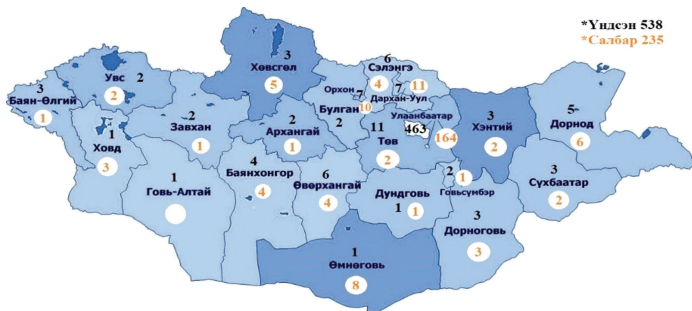 *Үндсэн 538
*Салбар 235
3
Баян-Өлгий
1
Увс
2
2
1
Ховд
3
2
Завхан
1
3
Хөвсгөл
5
2
Архангай
1
Орхон
7
10
Булган
2
6
Сэлэнгэ
4
7
11
Дархан-Уул
Улаанбаатар
463
164
11
Төв
2
3
Хэнтий
2
5
Дорнод
6
3
Сүхбаатар
2
1
Говь-Алтай
4
Баянхонгор
4
6
Өвөрхангай
4
Дундговь
1
1
2
1
Говьсүмбэр
3
Дорноговь
3
1
Өмнөговь
8